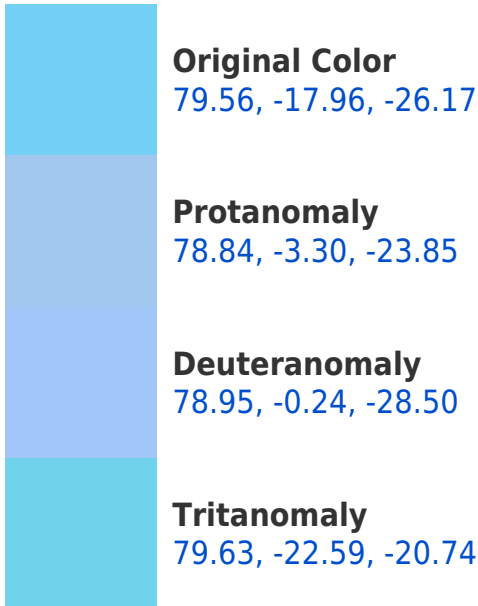 Original Color
79.56, -17.96, -26.17
Protanomaly
78.84, -3.30, -23.85
Deuteranomaly
78.95, -0.24, -28.50
Tritanomaly
79.63, -22.59, -20.74